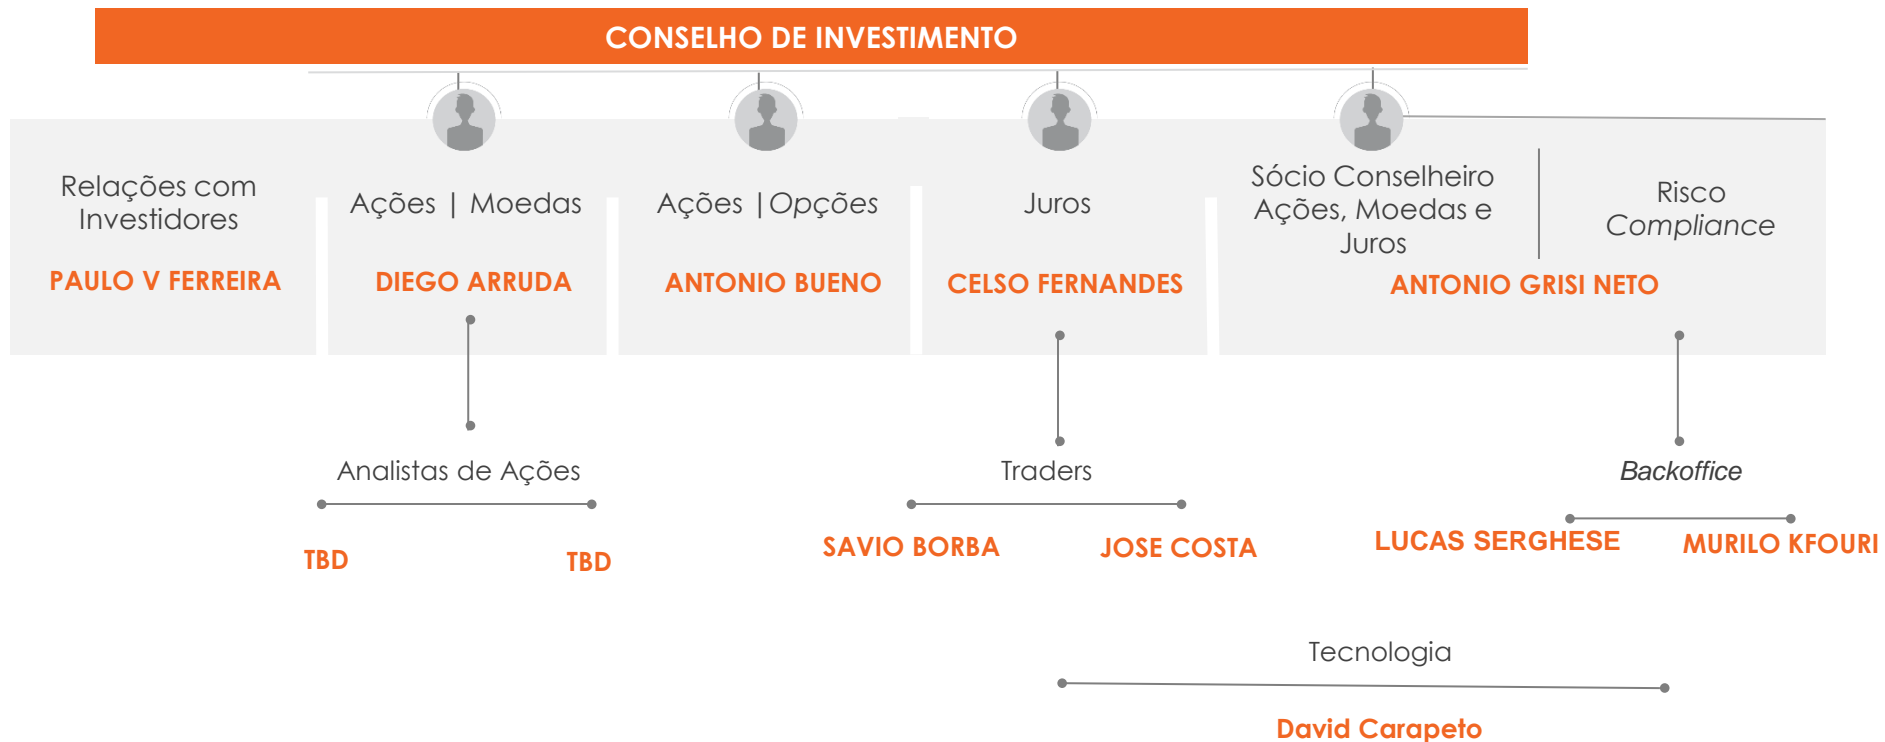 CONSELHO DE INVESTIMENTO
Relações com
Investidores
PAULO V FERREIRA
Ações | Moedas
DIEGO ARRUDA
Ações |Opções
ANTONIO BUENO
Juros
CELSO FERNANDES
Sócio Conselheiro
Ações, Moedas e
Juros
Risco
Compliance
ANTONIO GRISI NETO
Analistas de Ações
TBD
TBD
Traders
SAVIO BORBA
JOSE COSTA
Backoffice
LUCAS SERGHESE
MURILO KFOURI
Tecnologia
David Carapeto